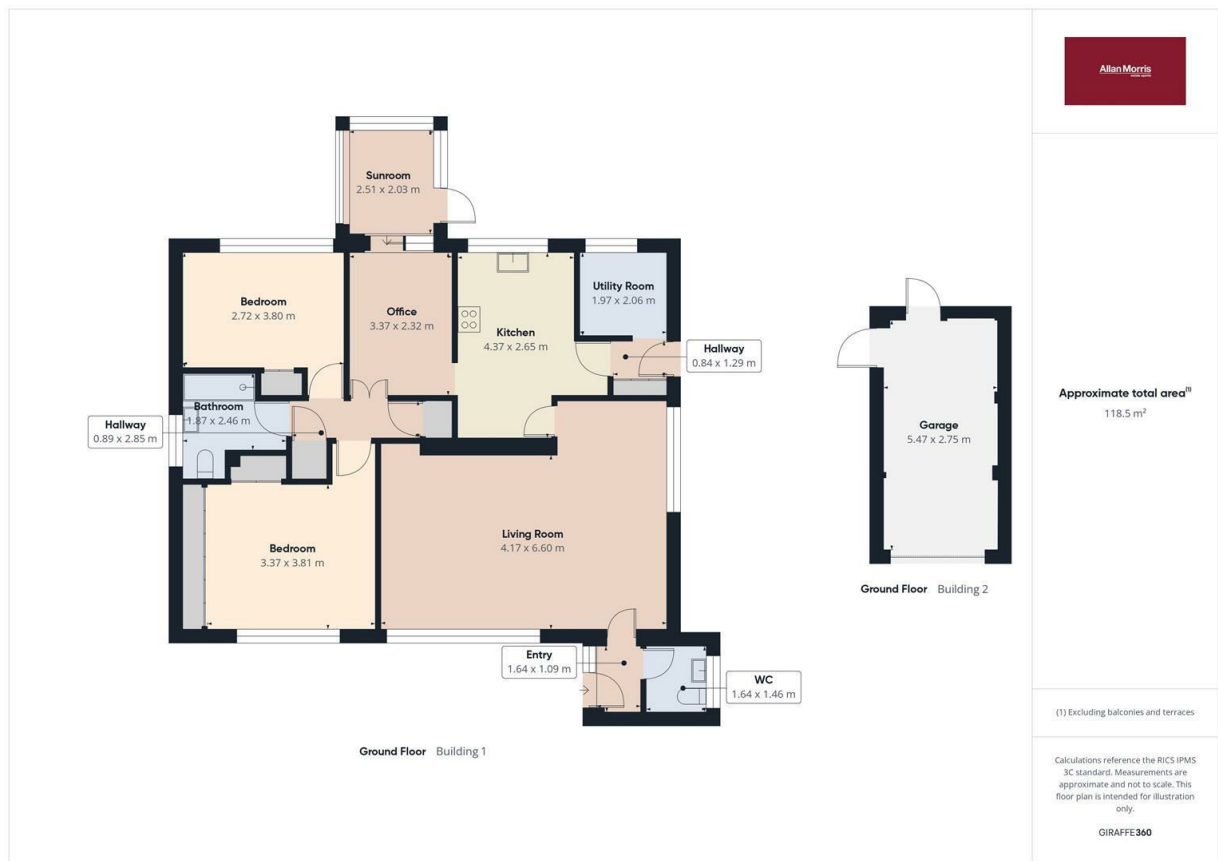 Allan Morris
estate agents
Sunroom
2.51 x 2.03 m
Bedroom
2.72 x 3.80 m
Office
3.37 x 2.32 m
Kitchen
4.37 x 2.65 m
Utility Room
1.97 x 2.06 m
Hallway
0.84 x 1.29 m
Bathroom
1.87 x 2.46 m
Hallway
0.89 x 2.85 m
Bedroom
3.37 x 3.81 m
Living Room
4.17 x 6.60 m
Entry
1.64 x 1.09 m
WC
1.64 x 1.46 m
Ground Floor Building 1
Garage
5.47 x 2.75 m
Ground Floor Building 2
Approximate total area(1)
118.5 m²
(1) Excluding balconies and terraces
Calculations reference the RICS IPMS
3C standard. Measurements are
approximate and not to scale. This
floor plan is intended for illustration
only.
GIRAFFE360